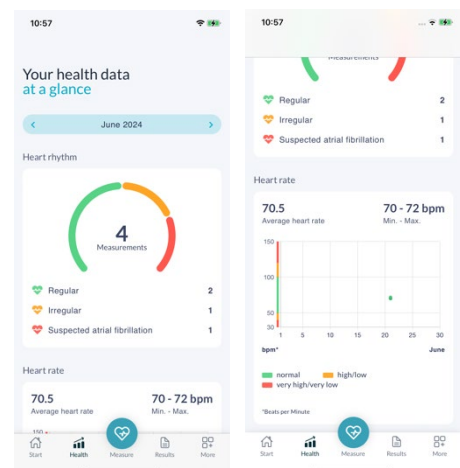 10:57
Your health data
at a glance
June 2024
Heart rhythm
4
Measurements
Regular 2
Irregular 1
Suspected atrial fibrillation 1
Heart rate
70.5 70 - 72 bpm
Average heart rate Min. - Max.
150
Start Health Measure Results More
10:57
Measurements
Regular 2
Irregular 1
Suspected atrial fibrillation 1
Heart rate
70.5 70 - 72 bpm
Average heart rate Min. - Max.
150
100
50
30
1 5 10 15 20 25 30
bpm* June
normal high/low
very high/very low
*Beats per Minute
Start Health Measure Results More